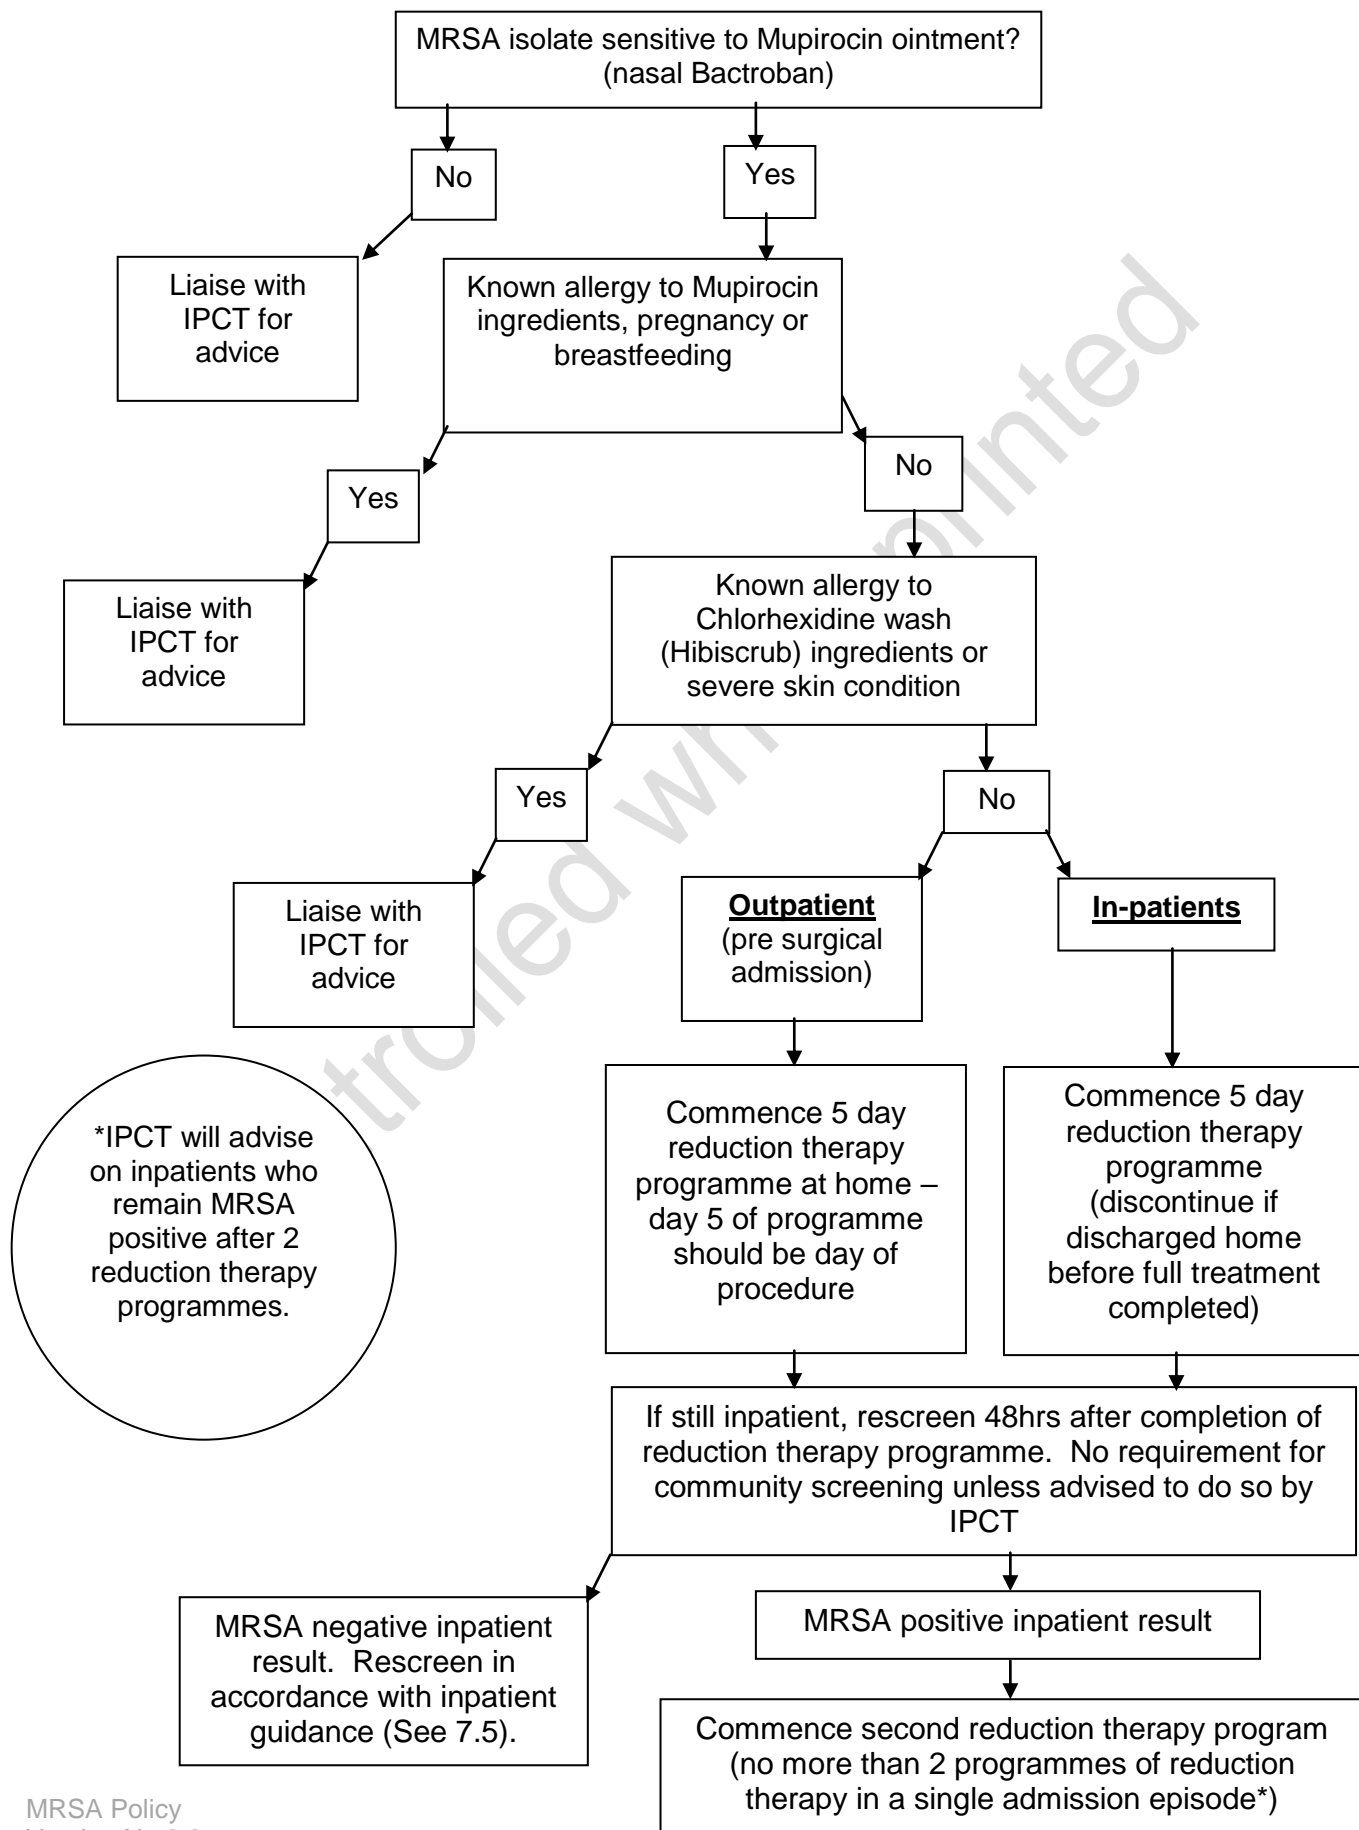 MRSA isolate sensitive to Mupirocin ointment?
(nasal Bactroban)
No
Yes
Liaise with
IPCT for
advice
Known allergy to Mupirocin
ingredients, pregnancy or
breastfeeding
Yes
No
Liaise with
IPCT for
advice
Known allergy to
Chlorhexidine wash
(Hibiscrub) ingredients or
severe skin condition
Yes
No
Liaise with
IPCT for
advice
Outpatient
(pre surgical
admission)
In-patients
*IPCT will advise
on inpatients who
remain MRSA
positive after 2
reduction therapy
programmes.
Commence 5 day
reduction therapy
programme at home –
day 5 of programme
should be day of
procedure
Commence 5 day
reduction therapy
programme
(discontinue if
discharged home
before full treatment
completed)
If still inpatient, rescreen 48hrs after completion of
reduction therapy programme.  No requirement for
community screening unless advised to do so by
IPCT
MRSA negative inpatient
result.  Rescreen in
accordance with inpatient
guidance (See 7.5).
MRSA positive inpatient result
Commence second reduction therapy program
(no more than 2 programmes of reduction
therapy in a single admission episode*)
MRSA Policy